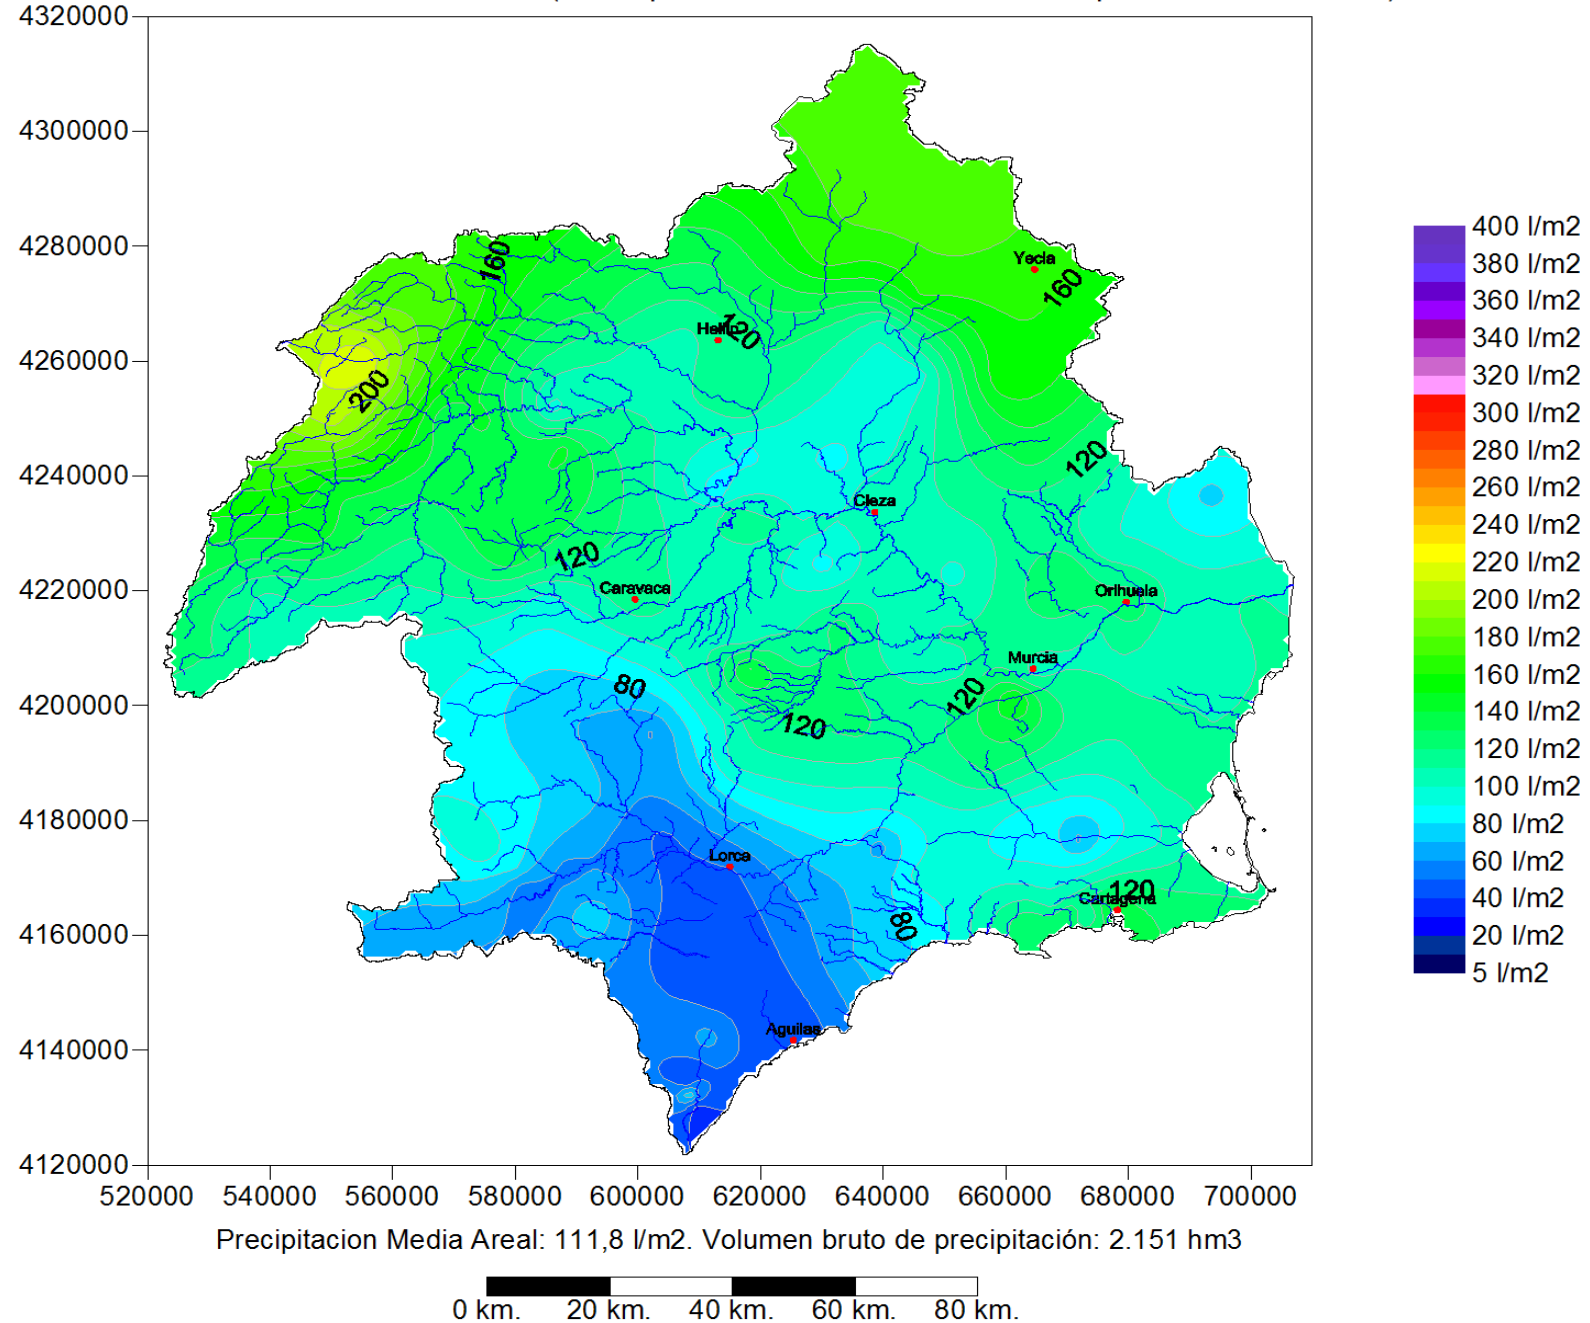 4320000
4300000
4280000
4260000
4240000
4220000
4200000
4180000
4160000
4140000
4120000
520000 540000 560000 580000 600000 620000 640000 660000 680000 700000
160
Yecla
160
Hellin
120
200
120
Cieza
120
Caravaca
Orihuela
Murcia
80
120
120
Lorca
120
Cartagena
80
Aguilas
400 l/m2
380 l/m2
360 l/m2
340 l/m2
320 l/m2
300 l/m2
280 l/m2
260 l/m2
240 l/m2
220 l/m2
200 l/m2
180 l/m2
160 l/m2
140 l/m2
120 l/m2
100 l/m2
80 l/m2
60 l/m2
40 l/m2
20 l/m2
5 l/m2
Precipitacion Media Areal: 111,8 l/m2. Volumen bruto de precipitación: 2.151 hm3
0 km. 20 km. 40 km. 60 km. 80 km.